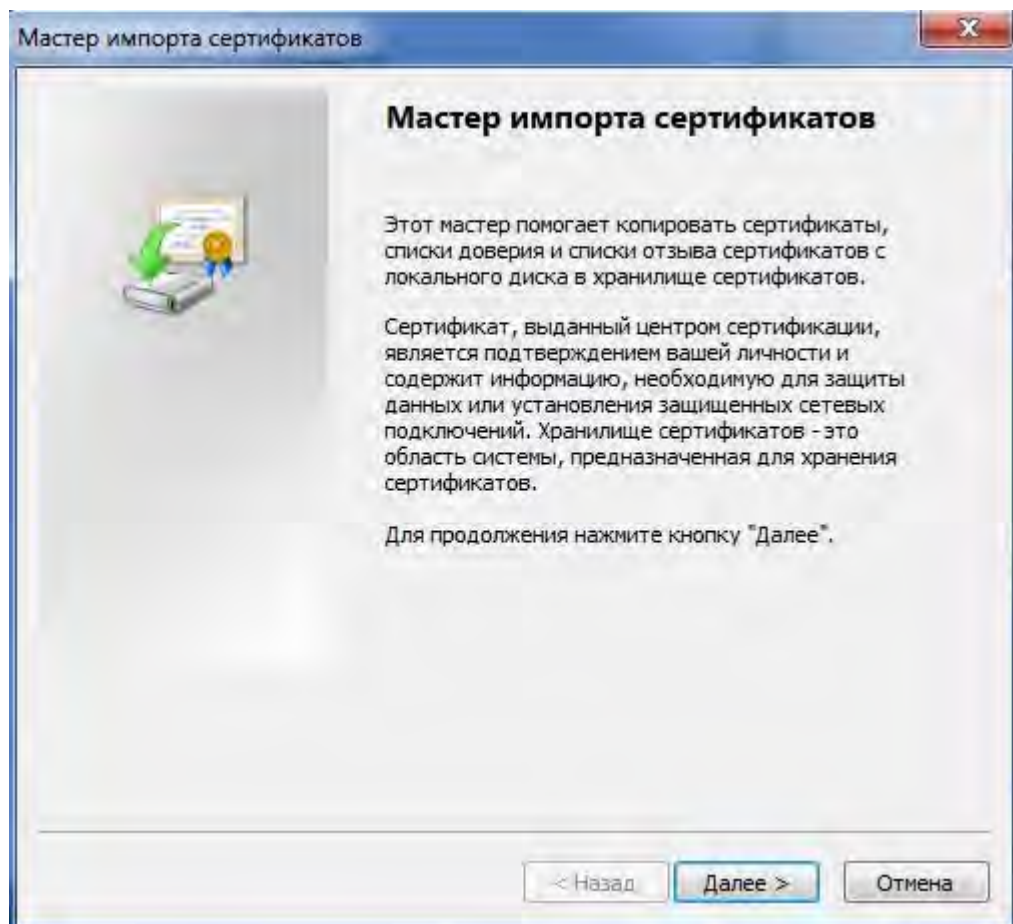 Мастер импорта сертификатов
Мастер импорта сертификатов
Этот мастер помогает копировать сертификаты,
списки доверия и списки отзыва сертификатов с
локального диска в хранилище сертификатов.
Сертификат, выданный центром сертификации,
является подтверждением вашей личности и
содержит информацию, необходимую для защиты
данных или установления защищенных сетевых
подключений. Хранилище сертификатов - это
область системы, предназначенная для хранения
сертификатов.
Для продолжения нажмите кнопку "Далее".
< Назад Далее > Отмена